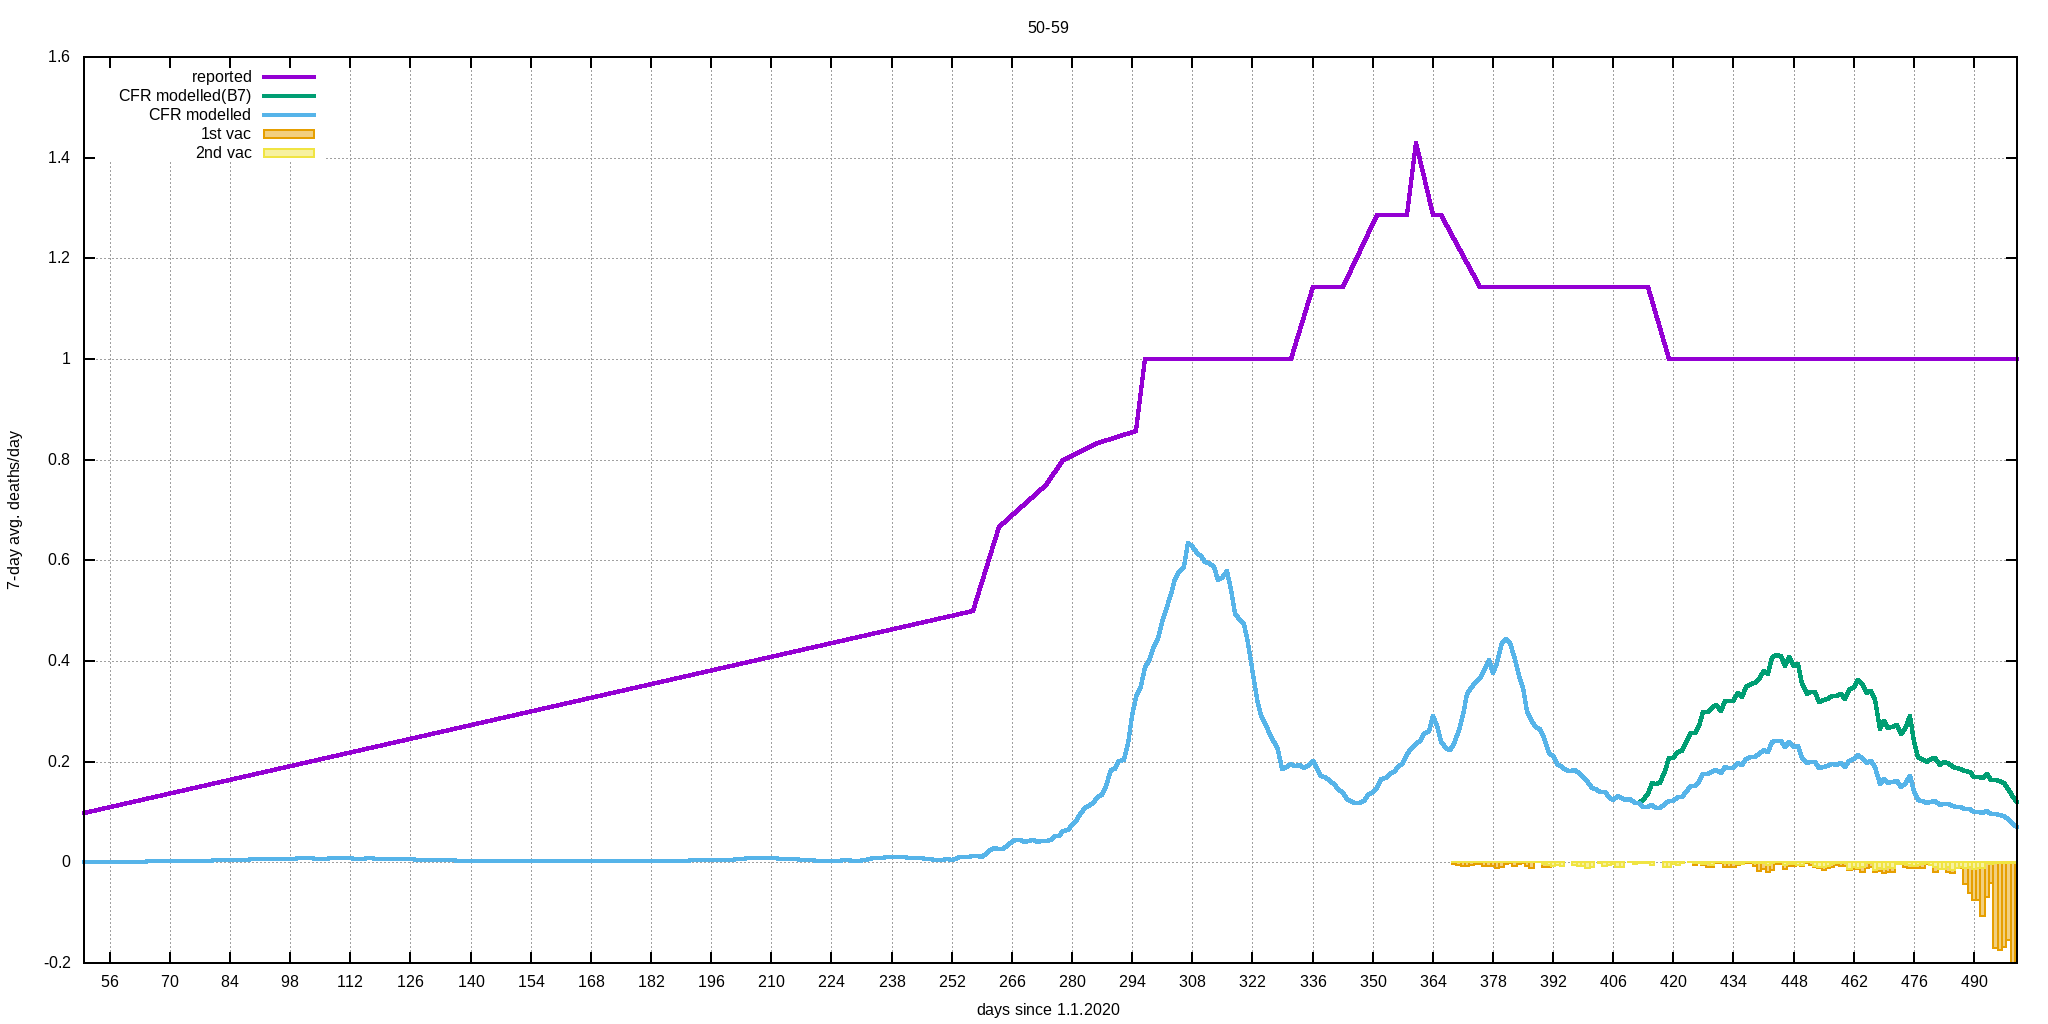 50-59
1.6
1.4
1.2
1
0.8
0.6
0.4
0.2
0
-0.2
7-day avg. deaths/day
reported
CFR modelled(B7)
CFR modelled
1st vac
2nd vac
56 70 84 98 112 126 140 154 168 182 196 210 224 238 252 266 280 294 308 322 336 350 364 378 392 406 420 434 448 462 476 490
days since 1.1.2020